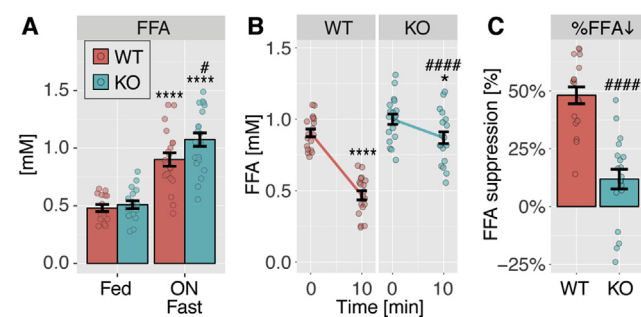 A
FFA
WT
KO
#
****
****
[mM]
1.5
1.0
0.5
0.0
Fed
ON
Fast
B
WT
KO
FFA [mM]
1.5
1.0
0.5
0.0
****
####
*
0
10
0
10
Time [min]
C
%FFA↓
FFA suppression [%]
50%
25%
0%
−25%
####
WT
KO